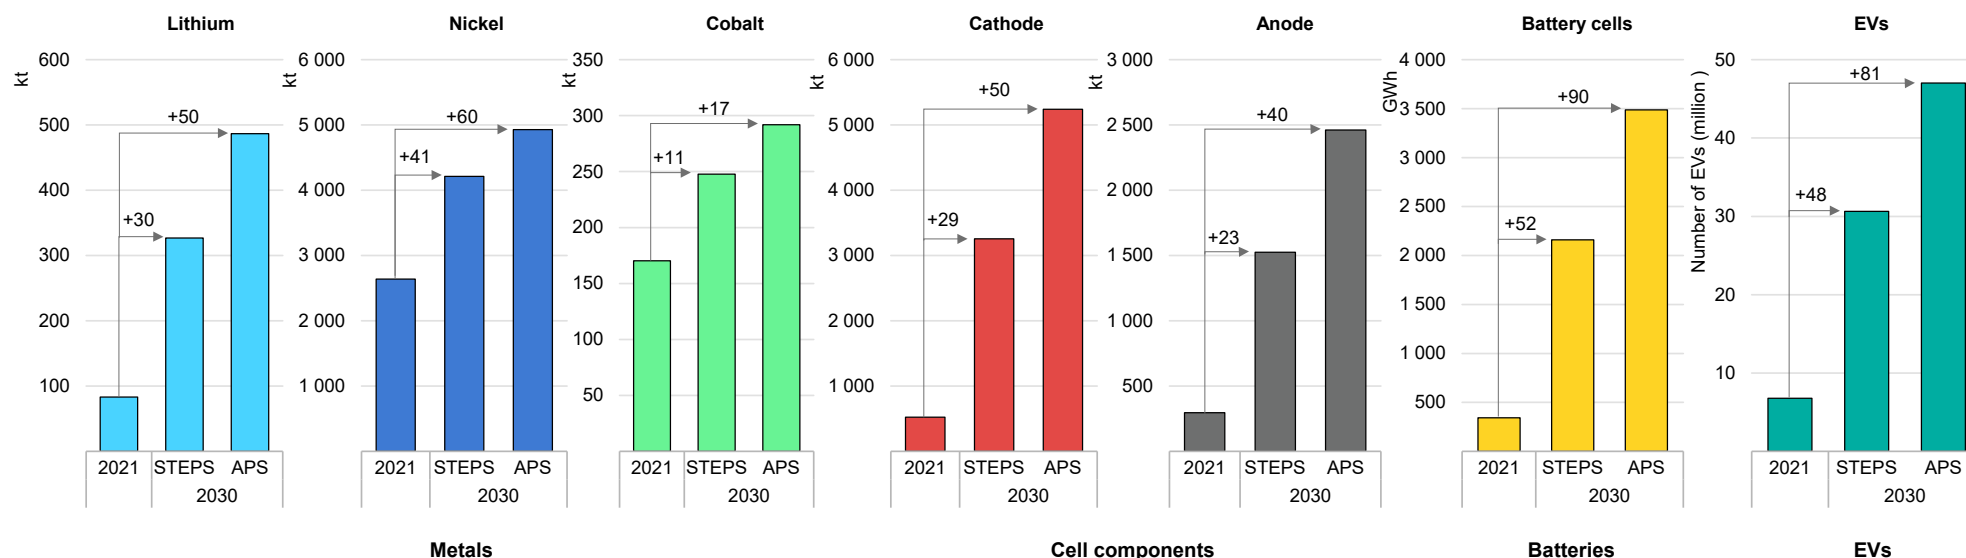 Lithium
kt
600
500
400
300
200
100
+50
+30
2021 STEPS APS
2030
Nickel
kt
6 000
5 000
4 000
3 000
2 000
1 000
+60
+41
2021 STEPS APS
2030
Cobalt
kt
350
300
250
200
150
100
50
+17
+11
2021 STEPS APS
2030
Cathode
kt
6 000
5 000
4 000
3 000
2 000
1 000
+50
+29
2021 STEPS APS
2030
Anode
kt
3 000
2 500
2 000
1 500
1 000
500
+40
+23
2021 STEPS APS
2030
Battery cells
GWh
4 000
3 500
3 000
2 500
2 000
1 500
1 000
500
+90
+52
2021 STEPS APS
2030
EVs
Number of EVs (million )
50
40
30
20
10
+81
+48
2021 STEPS APS
2030
Metals
Cell components
Batteries
EVs